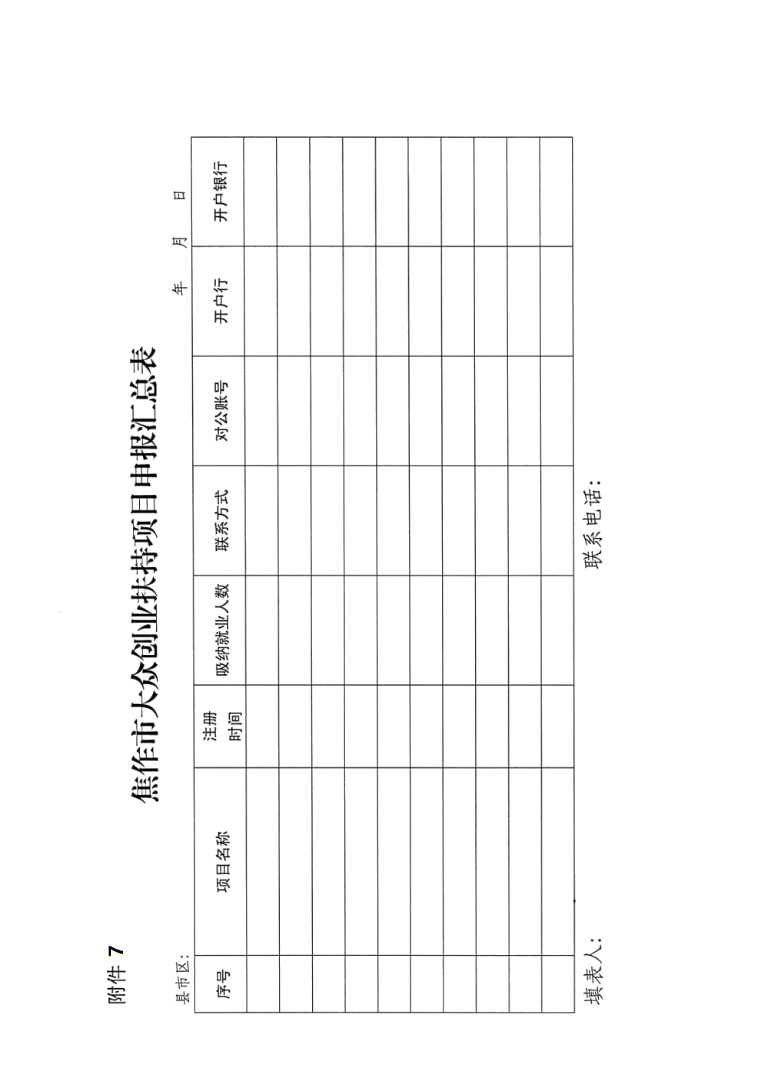 附件 7
焦作市大众创业扶持项目申报汇总表
县市区: 年 月 日
序号 项目名称 注册时间 吸纳就业人数 联系方式 对公账号 开户行 开户银行
填表人: 联系电话: